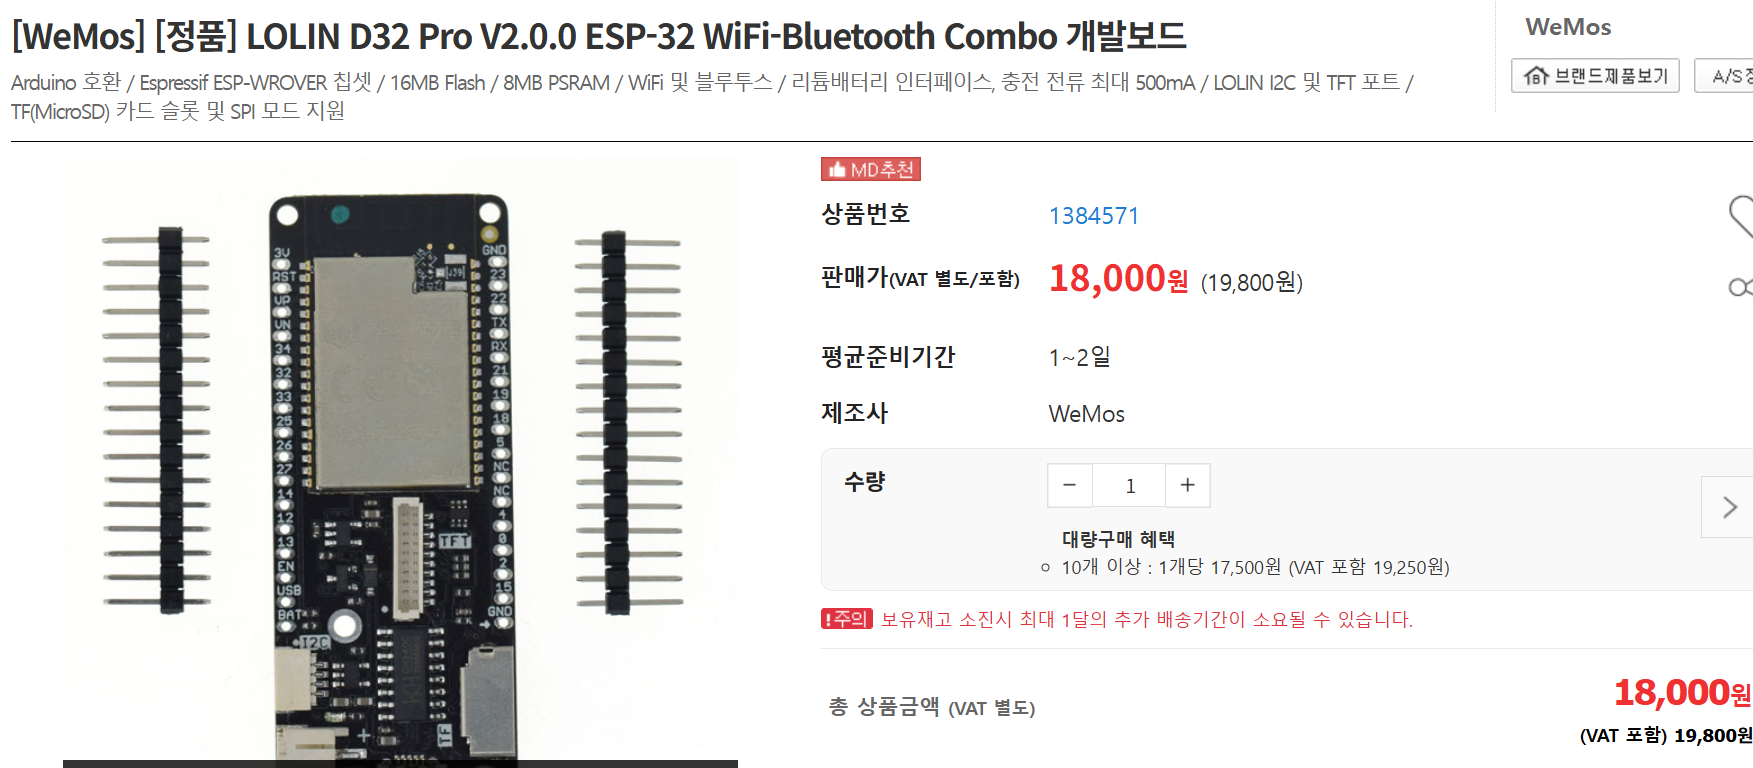 [WeMos] [정품] LOLIN D32 Pro V2.0.0 ESP-32 WiFi-Bluetooth Combo 개발보드
Arduino 호환 / Espressif ESP-WROVER 칩셋 / 16MB Flash / 8MB PSRAM / WiFi 및 블루투스 / 리튬배터리 인터페이스, 충전 전류 최대 500mA / LOLIN I2C 및 TFT 포트 /
TF(MicroSD) 카드 슬롯 및 SPI 모드 지원
WeMos
브랜드제품보기
A/S정
3V
RST
VP
VN
34
32
33
25
26
27
14
12
13
EN
USB
BAT
I2C
J39
TFT
TF
GND
23
22
TX
RX
21
19
18
5
NC
NC
4
0
2
15
GND
MD추천
상품번호 1384571
판매가(VAT 별도/포함) 18,000원 (19,800원)
평균준비기간 1~2일
제조사 WeMos
수량 − 1 +
대량구매 혜택
10개 이상 : 1개당 17,500원 (VAT 포함 19,250원)
!주의 보유재고 소진시 최대 1달의 추가 배송기간이 소요될 수 있습니다.
총 상품금액 (VAT 별도) 18,000원
(VAT 포함) 19,800원